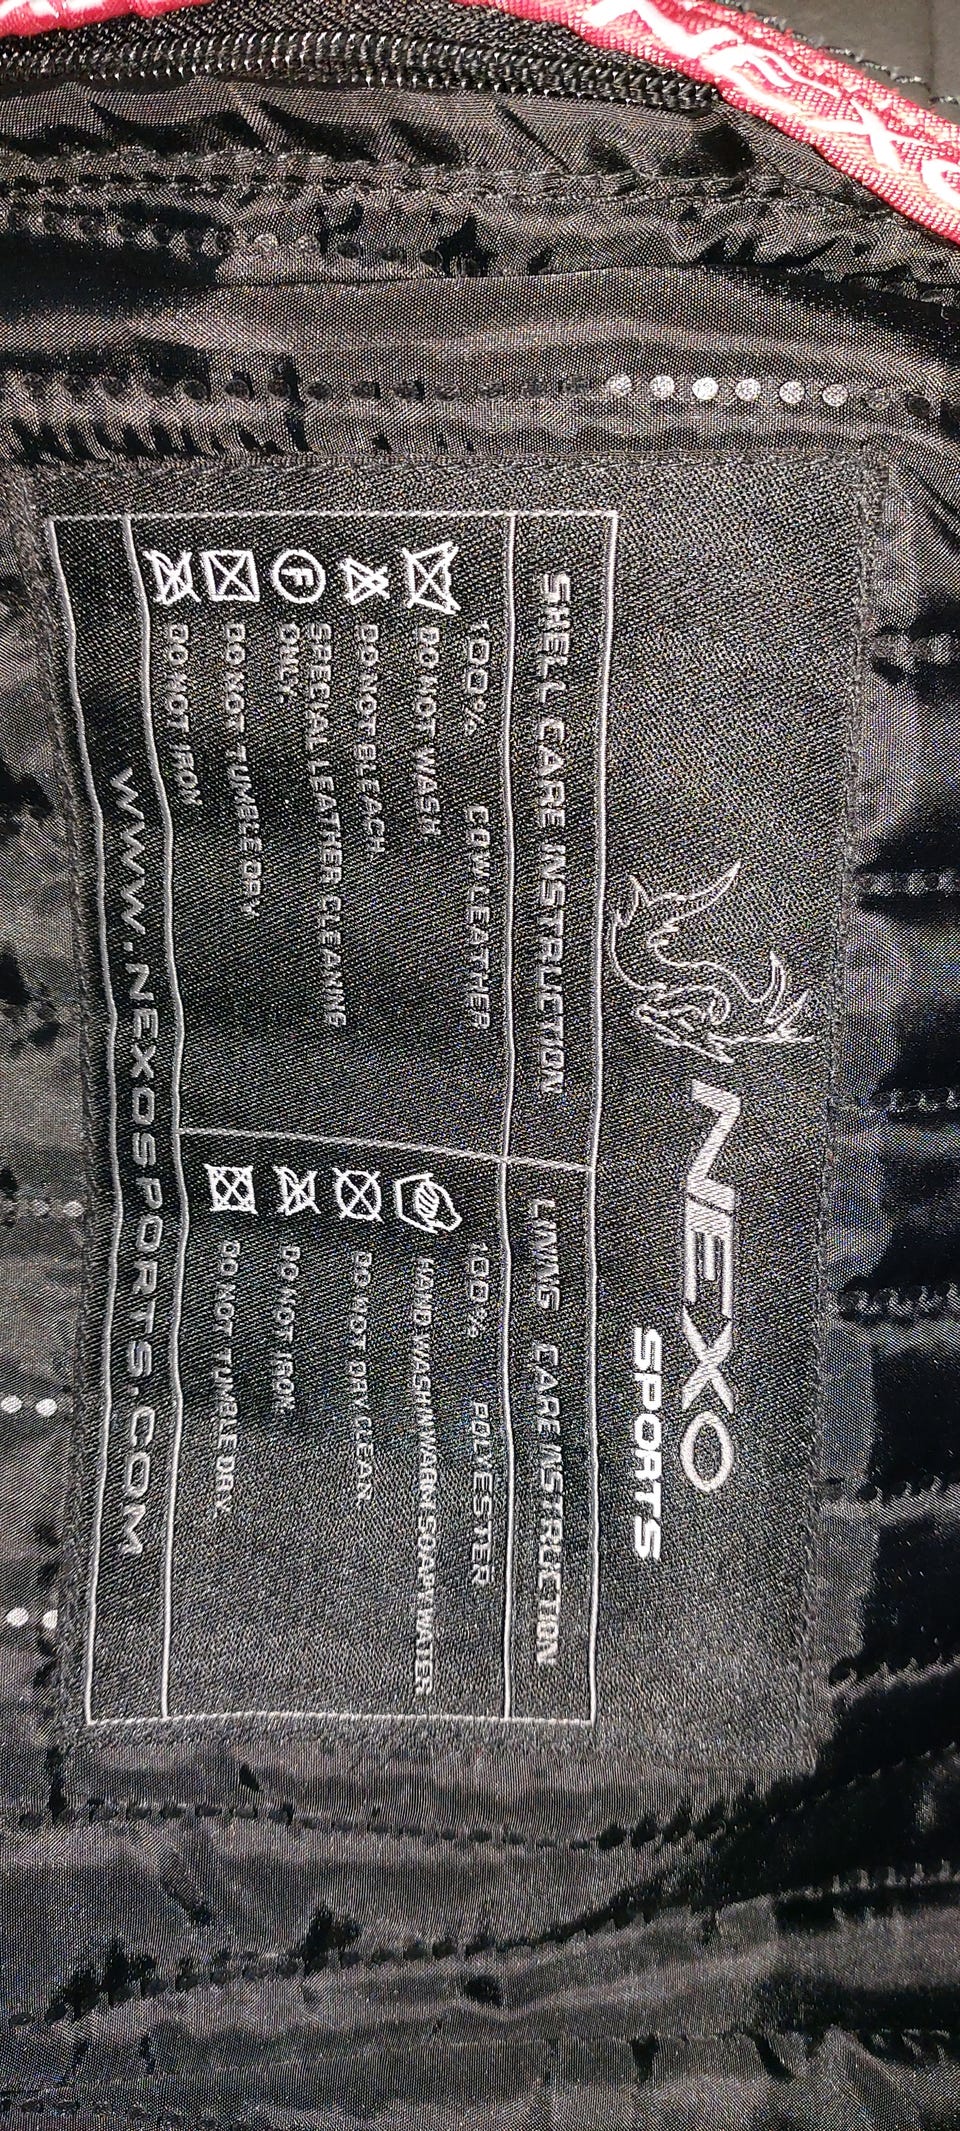 NEXO
NEXO
SPORTS
SHELL CARE INSTRUCTION
100% COW LEATHER
DO NOT WASH
DO NOT BLEACH.
F
SPECIAL LEATHER CLEANING
ONLY.
DO NOT TUMBLE DRY
DO NOT IRON
LINING CARE INSTRUCTION
100% POLYESTER
HAND WASH WARM SOAPY WATER
DO NOT DRY CLEAN
DO NOT IRON.
DO NOT TUMBLE DRY.
WWW.NEXOSPORTS.COM